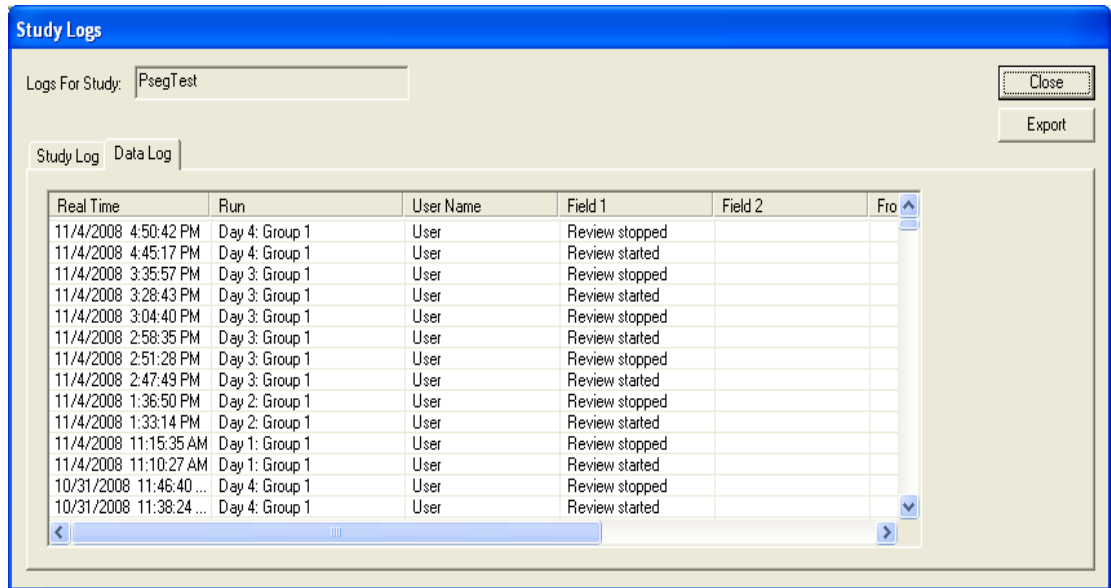 Study Logs
Logs For Study: PsegTest
Close
Export
Study Log Data Log
Real Time Run User Name Field 1 Field 2 Fro
11/4/2008 4:50:42 PM Day 4: Group 1 User Review stopped
11/4/2008 4:45:17 PM Day 4: Group 1 User Review started
11/4/2008 3:35:57 PM Day 3: Group 1 User Review stopped
11/4/2008 3:28:43 PM Day 3: Group 1 User Review started
11/4/2008 3:04:40 PM Day 3: Group 1 User Review stopped
11/4/2008 2:58:35 PM Day 3: Group 1 User Review started
11/4/2008 2:51:28 PM Day 3: Group 1 User Review stopped
11/4/2008 2:47:49 PM Day 3: Group 1 User Review started
11/4/2008 1:36:50 PM Day 2: Group 1 User Review stopped
11/4/2008 1:33:14 PM Day 2: Group 1 User Review started
11/4/2008 11:15:35 AM Day 1: Group 1 User Review stopped
11/4/2008 11:10:27 AM Day 1: Group 1 User Review started
10/31/2008 11:46:40 ... Day 4: Group 1 User Review stopped
10/31/2008 11:38:24 ... Day 4: Group 1 User Review started